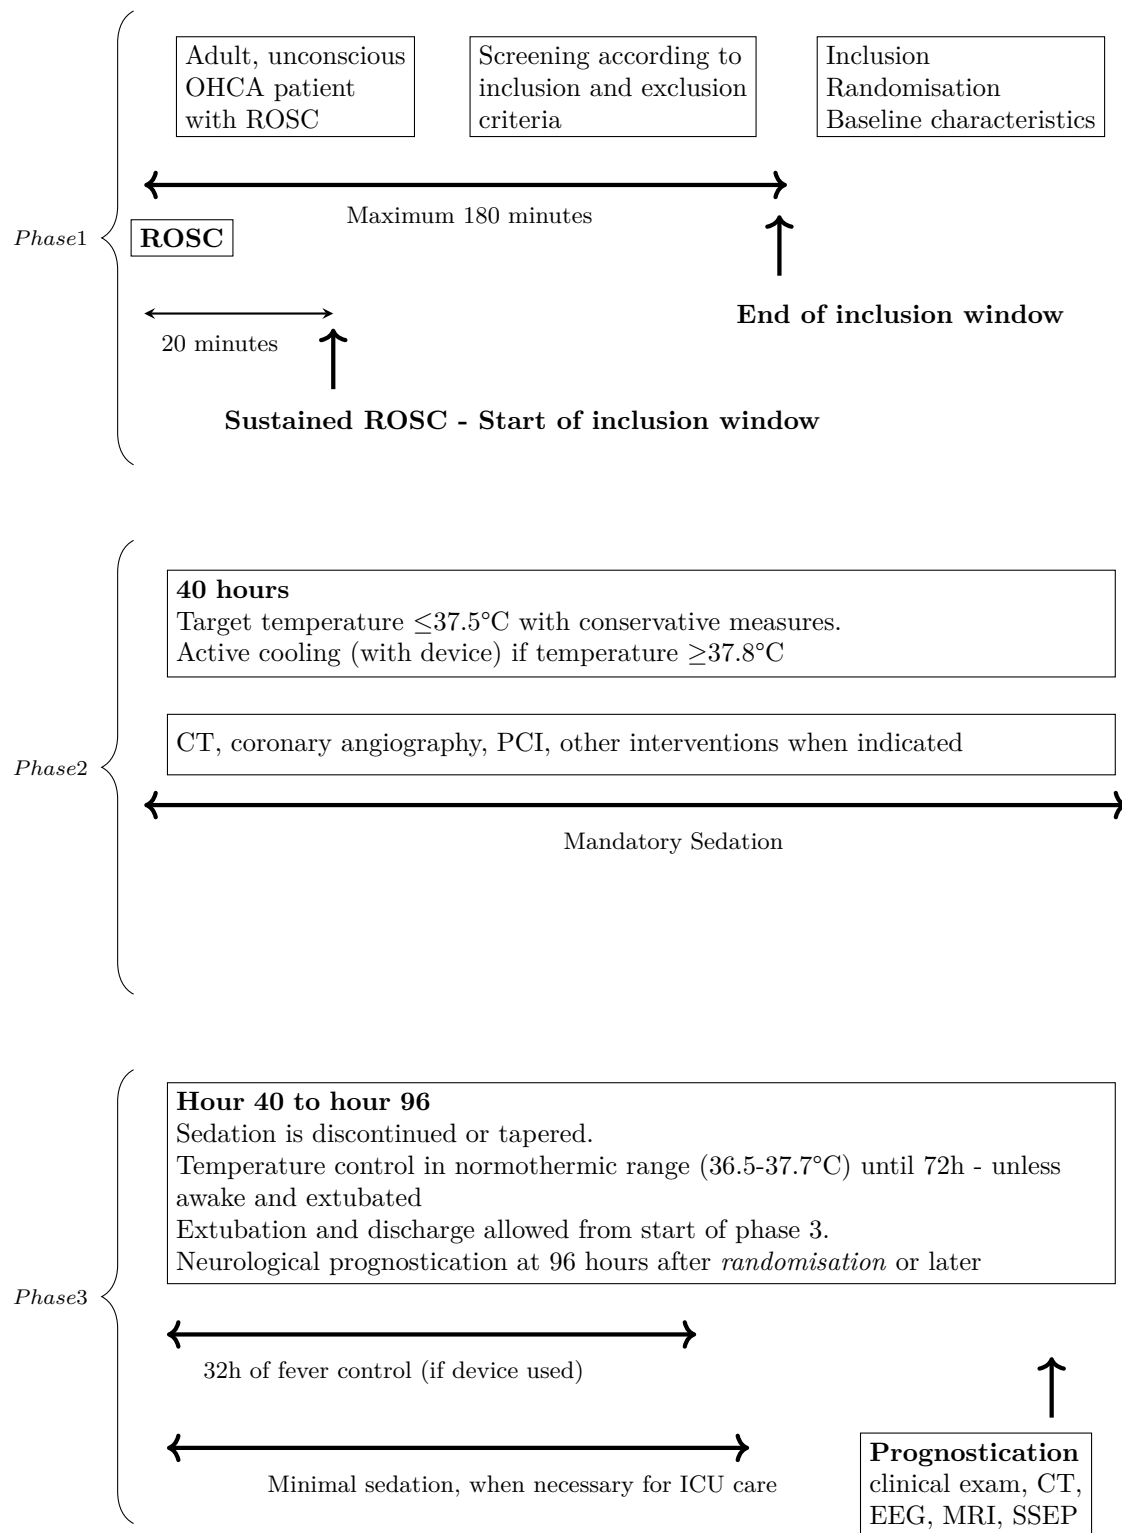 Adult, unconscious
OHCA patient
with ROSC
Screening according to
inclusion and exclusion
criteria
Inclusion
Randomisation
Baseline characteristics
Maximum 180 minutes
Phase1
ROSC
End of inclusion window
20 minutes
Sustained ROSC - Start of inclusion window
40 hours
Target temperature ≤37.5°C with conservative measures.
Active cooling (with device) if temperature ≥37.8°C
CT, coronary angiography, PCI, other interventions when indicated
Phase2
Mandatory Sedation
Hour 40 to hour 96
Sedation is discontinued or tapered.
Temperature control in normothermic range (36.5-37.7°C) until 72h - unless
awake and extubated
Extubation and discharge allowed from start of phase 3.
Neurological prognostication at 96 hours after randomisation or later
Phase3
32h of fever control (if device used)
Minimal sedation, when necessary for ICU care
Prognostication
clinical exam, CT,
EEG, MRI, SSEP